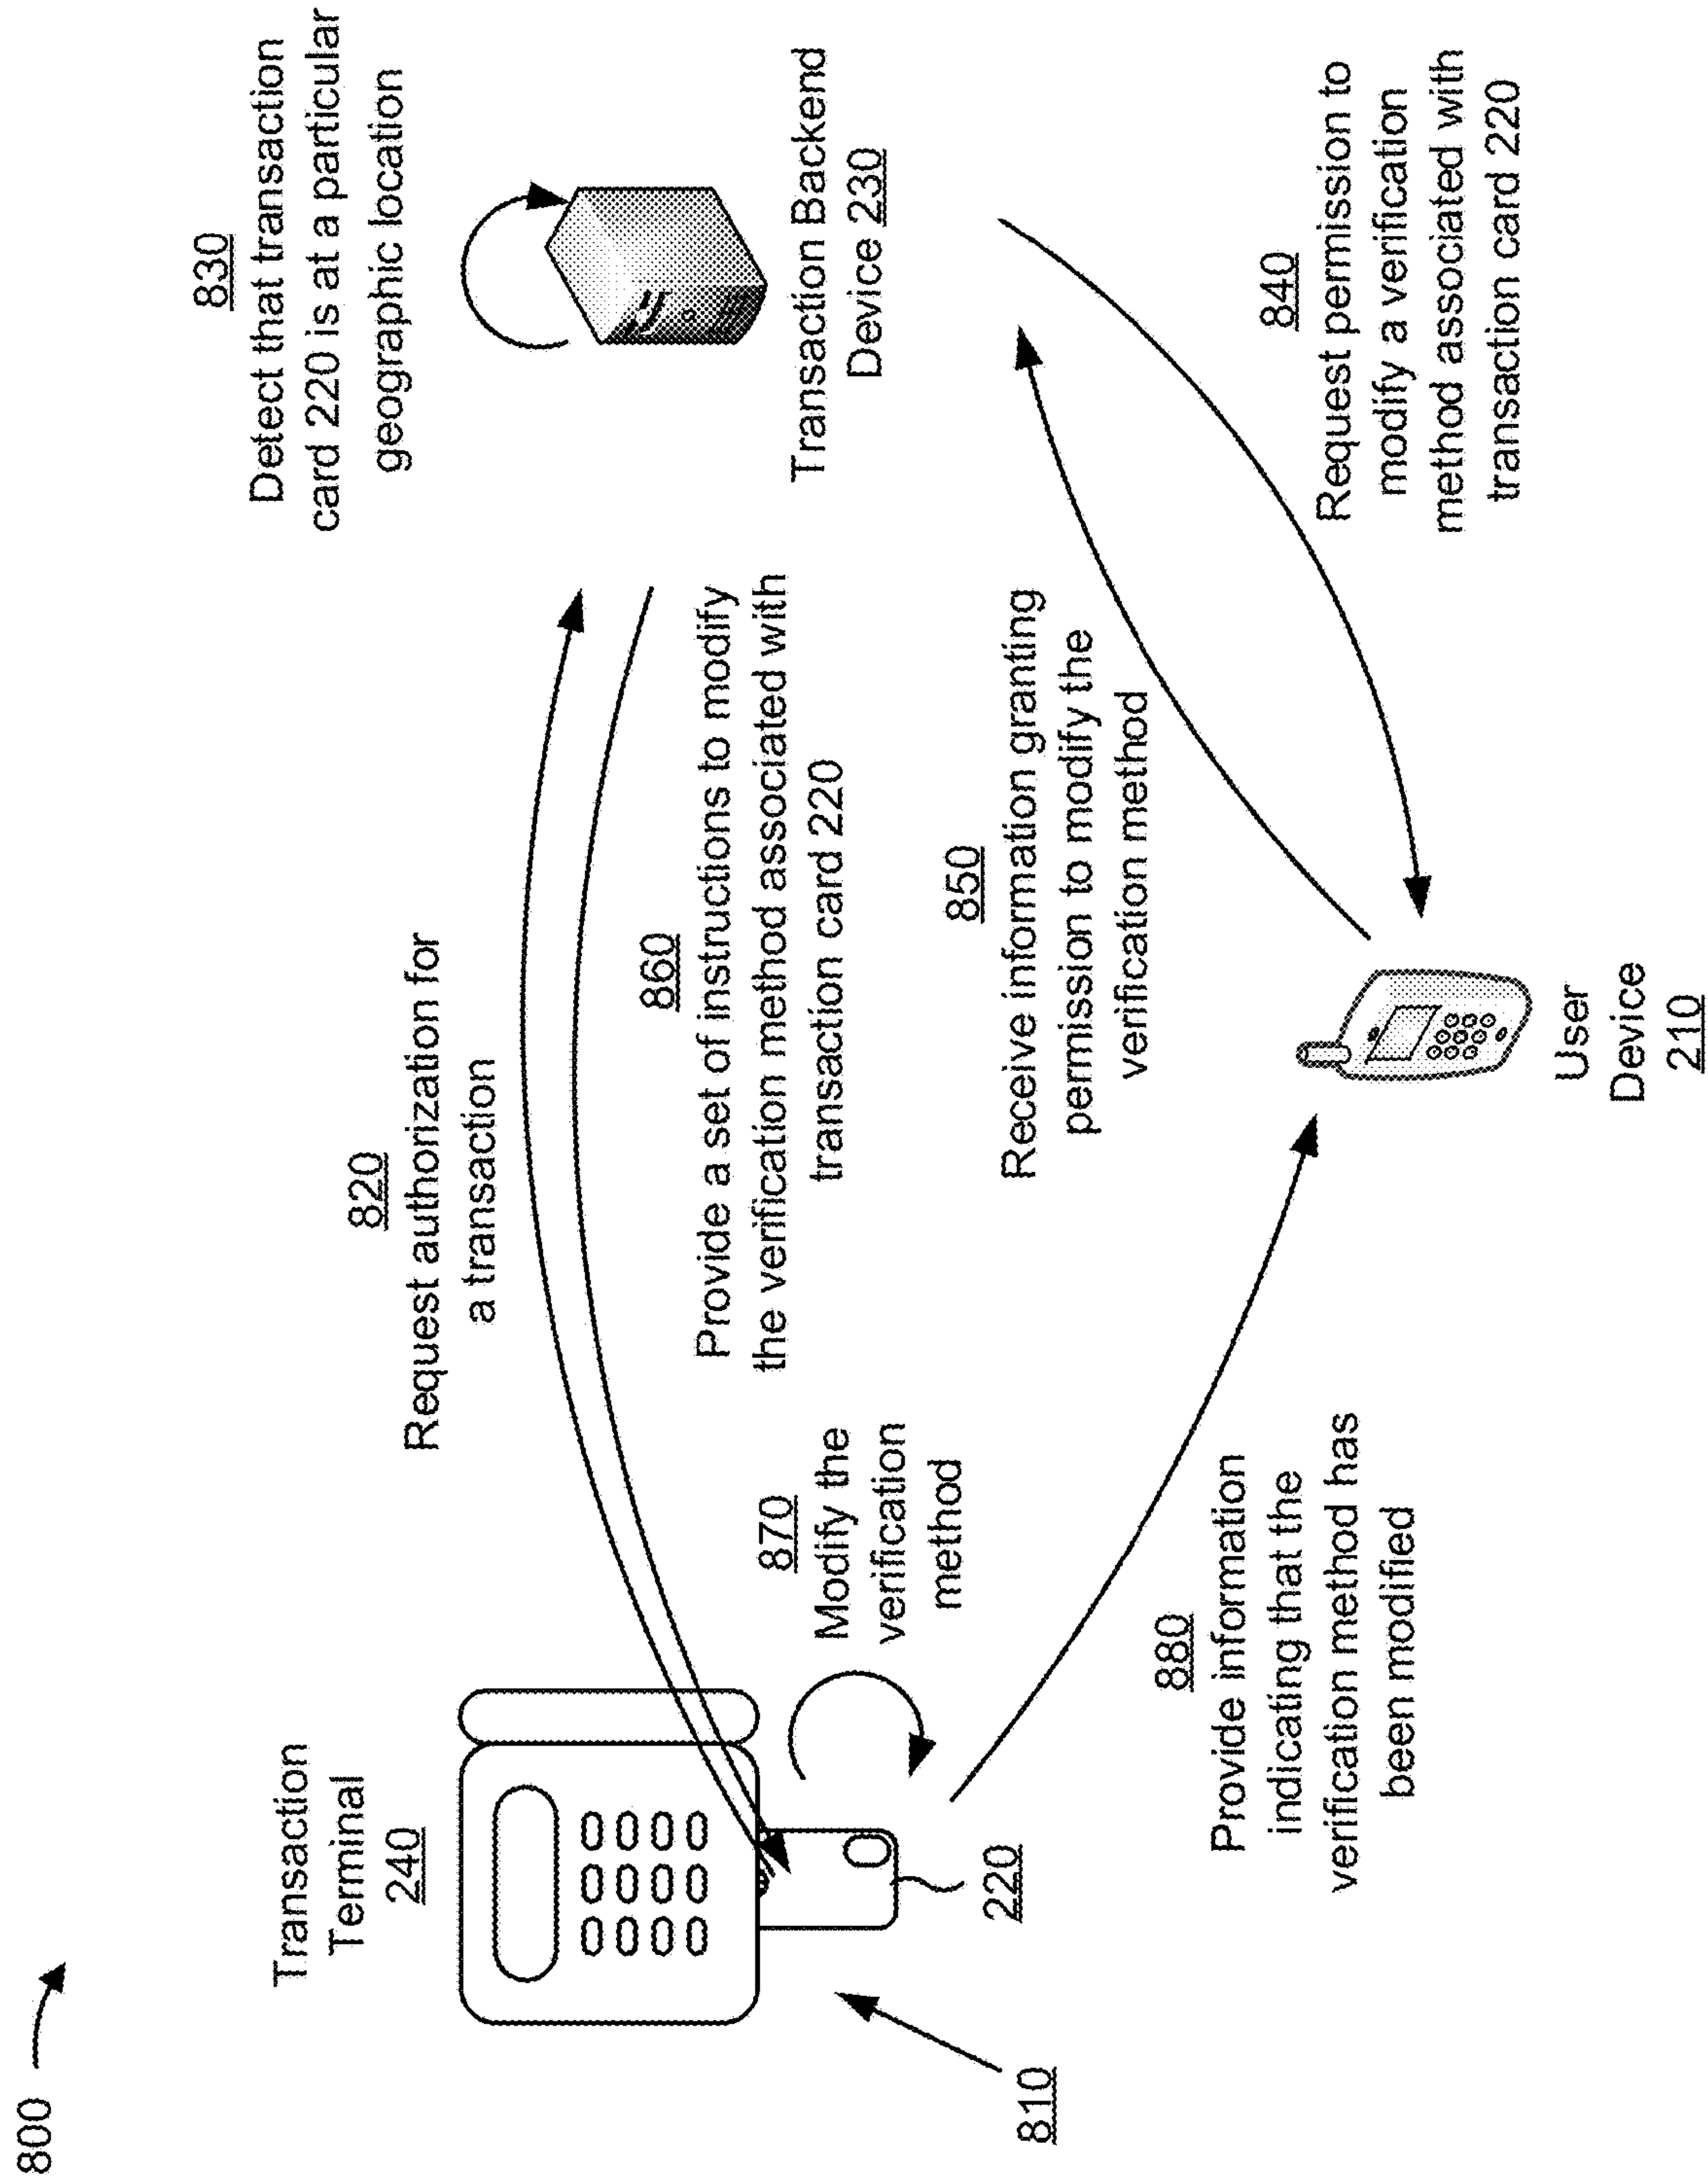 800
830
Detect that transaction
card 220 is at a particular
geographic location
Transaction
Terminal
240
820
Request authorization for
a transaction
Transaction Backend
Device 230
860
Provide a set of instructions to modify
the verification method associated with
transaction card 220
870
Modify the
verification
method
810
220
850
Receive information granting
permission to modify the
verification method
840
Request permission to
modify a verification
method associated with
transaction card 220
880
Provide information
indicating that the
verification method has
been modified
User
Device
210